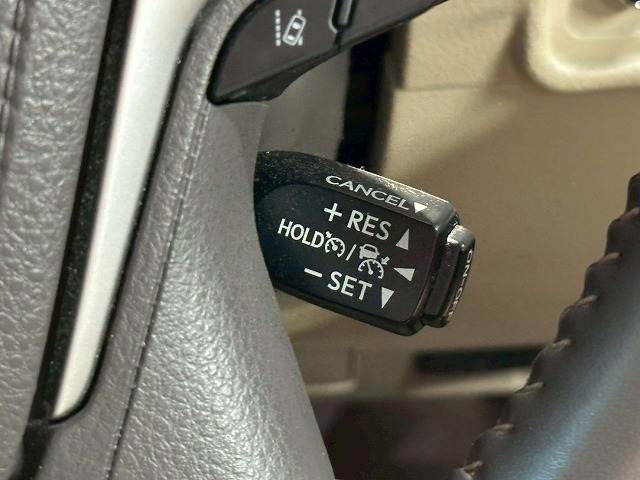 CANCEL▼
+ RES ▲
HOLD /
− SET ▼